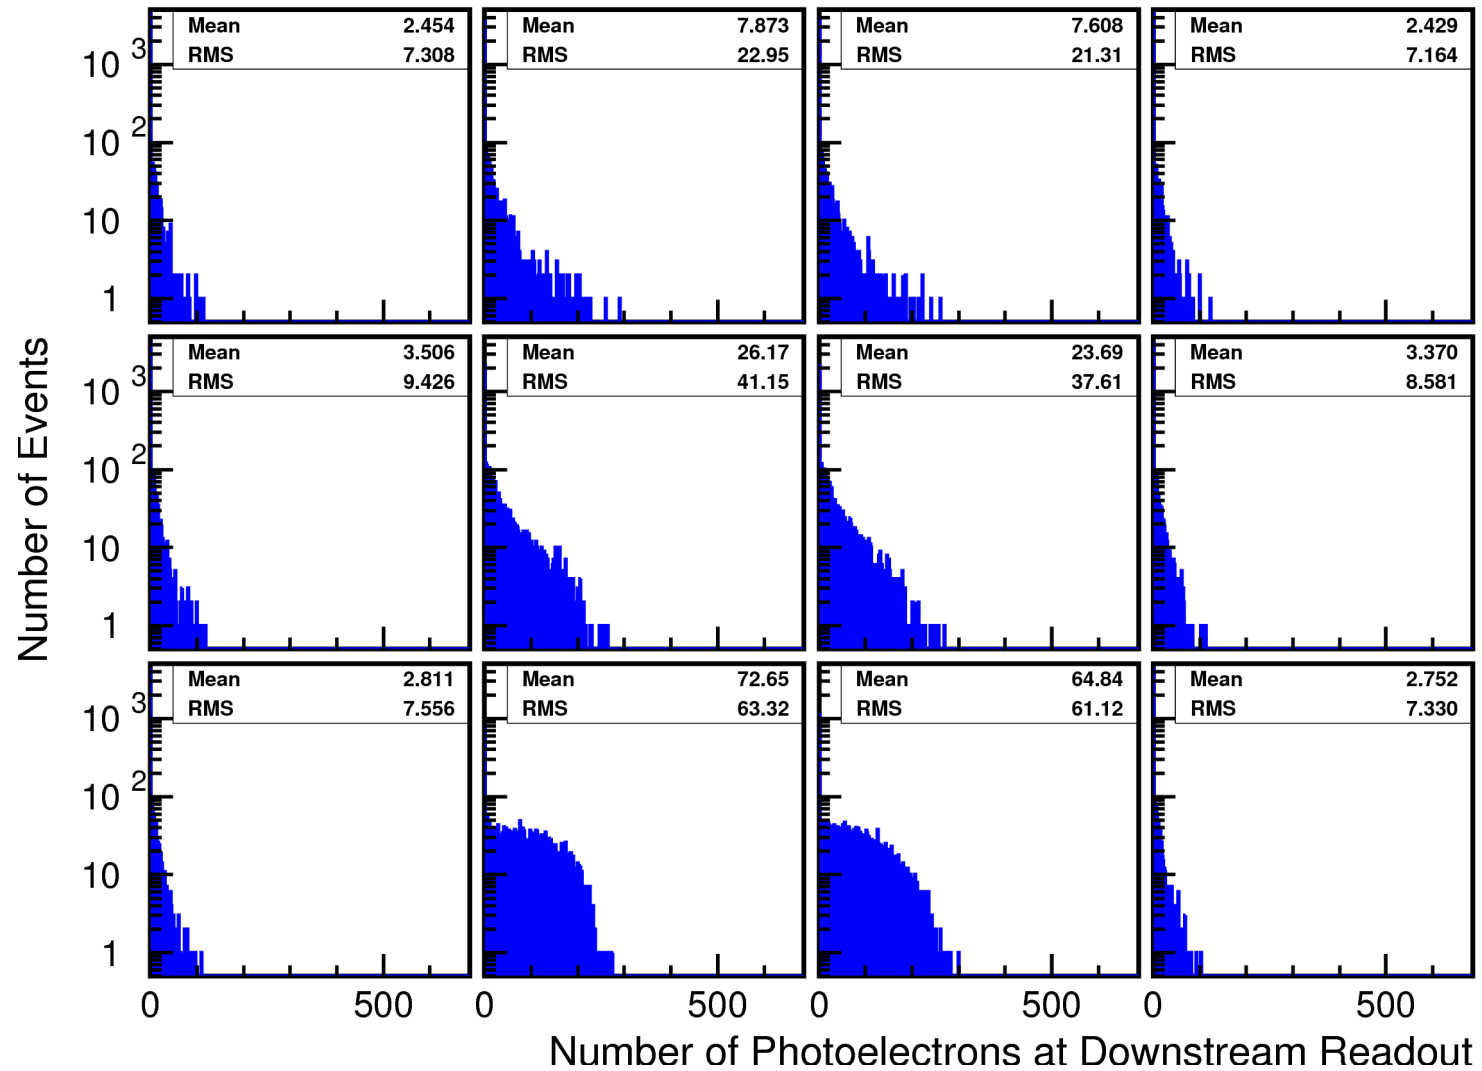 Mean 2.454 Mean 7.873 Mean 7.608 Mean 2.429
RMS 7.308 RMS 22.95 RMS 21.31 RMS 7.164
10 3
10 2
10
1
Mean 3.506 Mean 26.17 Mean 23.69 Mean 3.370
RMS 9.426 RMS 41.15 RMS 37.61 RMS 8.581
10 3
10 2
10
1
Number of Events
Mean 2.811 Mean 72.65 Mean 64.84 Mean 2.752
RMS 7.556 RMS 63.32 RMS 61.12 RMS 7.330
10 3
10 2
10
1
0 500 0 500 0 500 0 500
Number of Photoelectrons at Downstream Readout